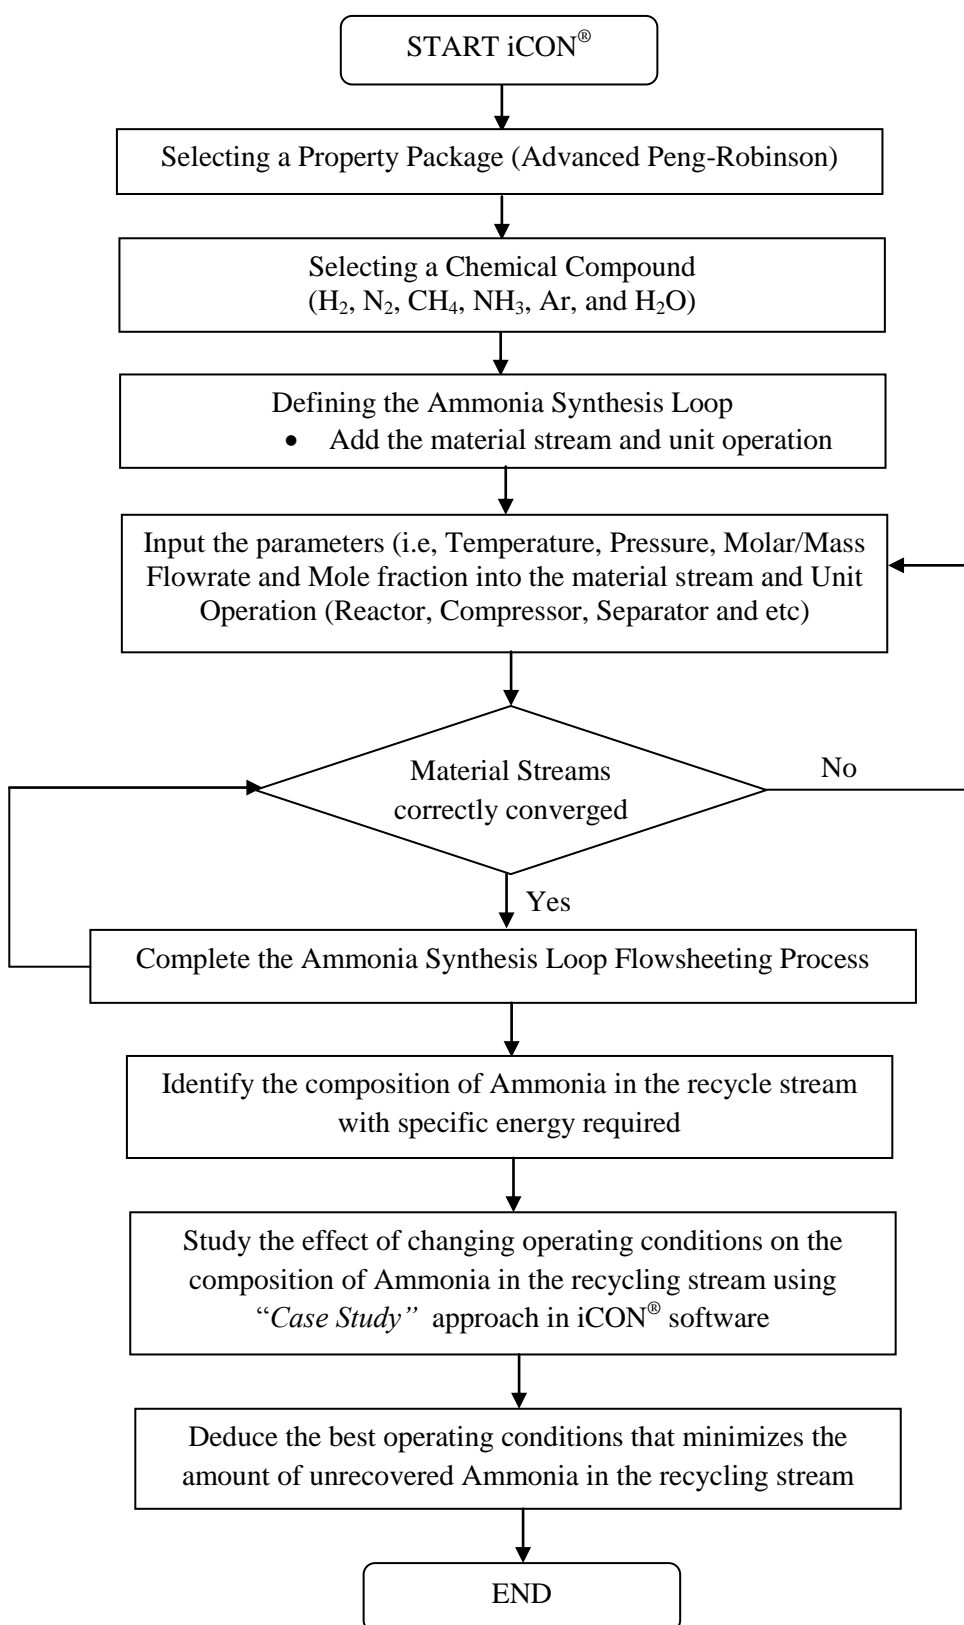 START iCON®
Selecting a Property Package (Advanced Peng-Robinson)
Selecting a Chemical Compound
(H₂, N₂, CH₄, NH₃, Ar, and H₂O)
Defining the Ammonia Synthesis Loop
• Add the material stream and unit operation
Input the parameters (i.e, Temperature, Pressure, Molar/Mass
Flowrate and Mole fraction into the material stream and Unit
Operation (Reactor, Compressor, Separator and etc)
Material Streams
correctly converged
No
Yes
Complete the Ammonia Synthesis Loop Flowsheeting Process
Identify the composition of Ammonia in the recycle stream
with specific energy required
Study the effect of changing operating conditions on the
composition of Ammonia in the recycling stream using
“Case Study” approach in iCON® software
Deduce the best operating conditions that minimizes the
amount of unrecovered Ammonia in the recycling stream
END